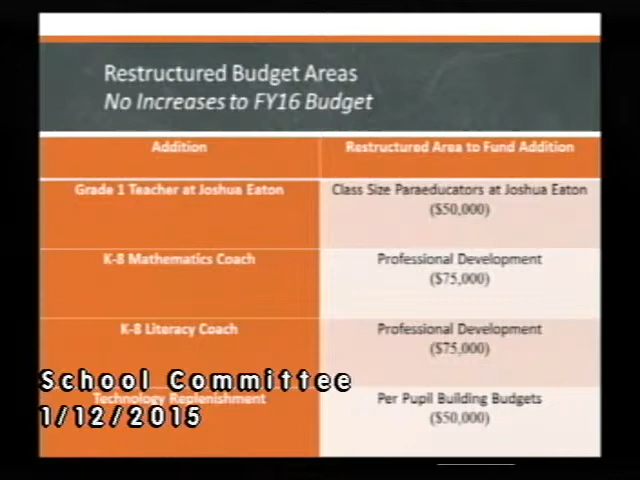 Restructured Budget Areas
No Increases to FY16 Budget
Addition
Restructured Area to Fund Addition
Grade 1 Teacher at Joshua Eaton
Class Size Paraeducators at Joshua Eaton
($50,000)
K-8 Mathematics Coach
Professional Development
($75,000)
K-8 Literacy Coach
Professional Development
($75,000)
Technology Replenishment
Per Pupil Building Budgets
($50,000)
School Committee
1/12/2015